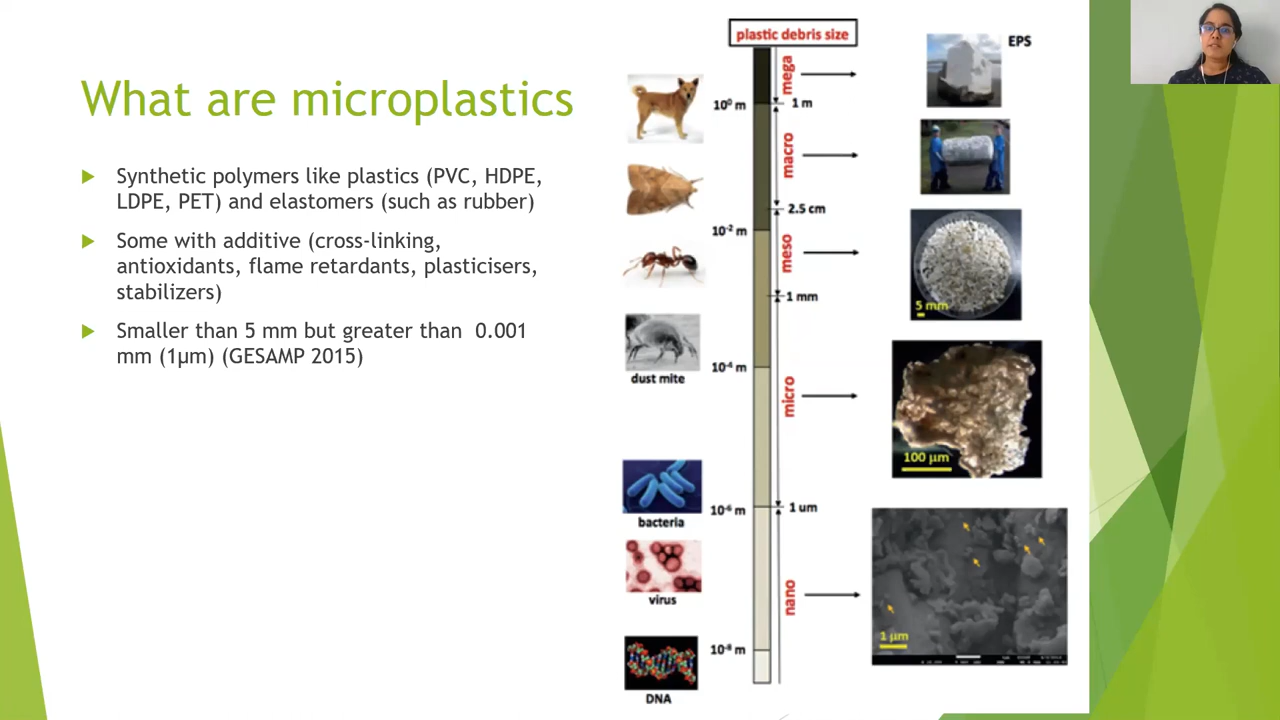 What are microplastics
Synthetic polymers like plastics (PVC, HDPE,
LDPE, PET) and elastomers (such as rubber)
Some with additive (cross-linking,
antioxidants, flame retardants, plasticisers,
stabilizers)
Smaller than 5 mm but greater than 0.001
mm (1µm) (GESAMP 2015)
plastic debris size
EPS
mega
10⁰ m
1 m
macro
2.5 cm
10⁻² m
meso
5 mm
1 mm
10⁻⁴ m
dust mite
micro
100 µm
1 um
10⁻⁶ m
bacteria
virus
nano
1 µm
10⁻⁸ m
DNA